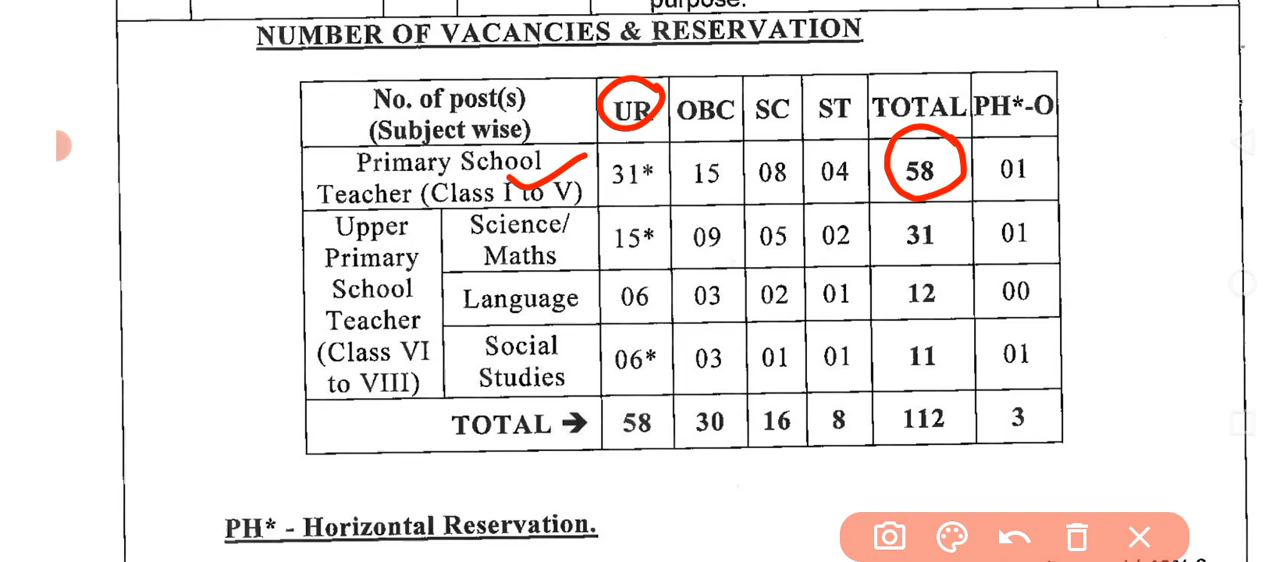 purpose.
NUMBER OF VACANCIES & RESERVATION
No. of post(s) (Subject wise) UR OBC SC ST TOTAL PH*-O
Primary School Teacher (Class I to V) 31* 15 08 04 58 01
Upper Primary School Teacher (Class VI to VIII) Science/ Maths 15* 09 05 02 31 01
Language 06 03 02 01 12 00
Social Studies 06* 03 01 01 11 01
TOTAL → 58 30 16 8 112 3
PH* - Horizontal Reservation.